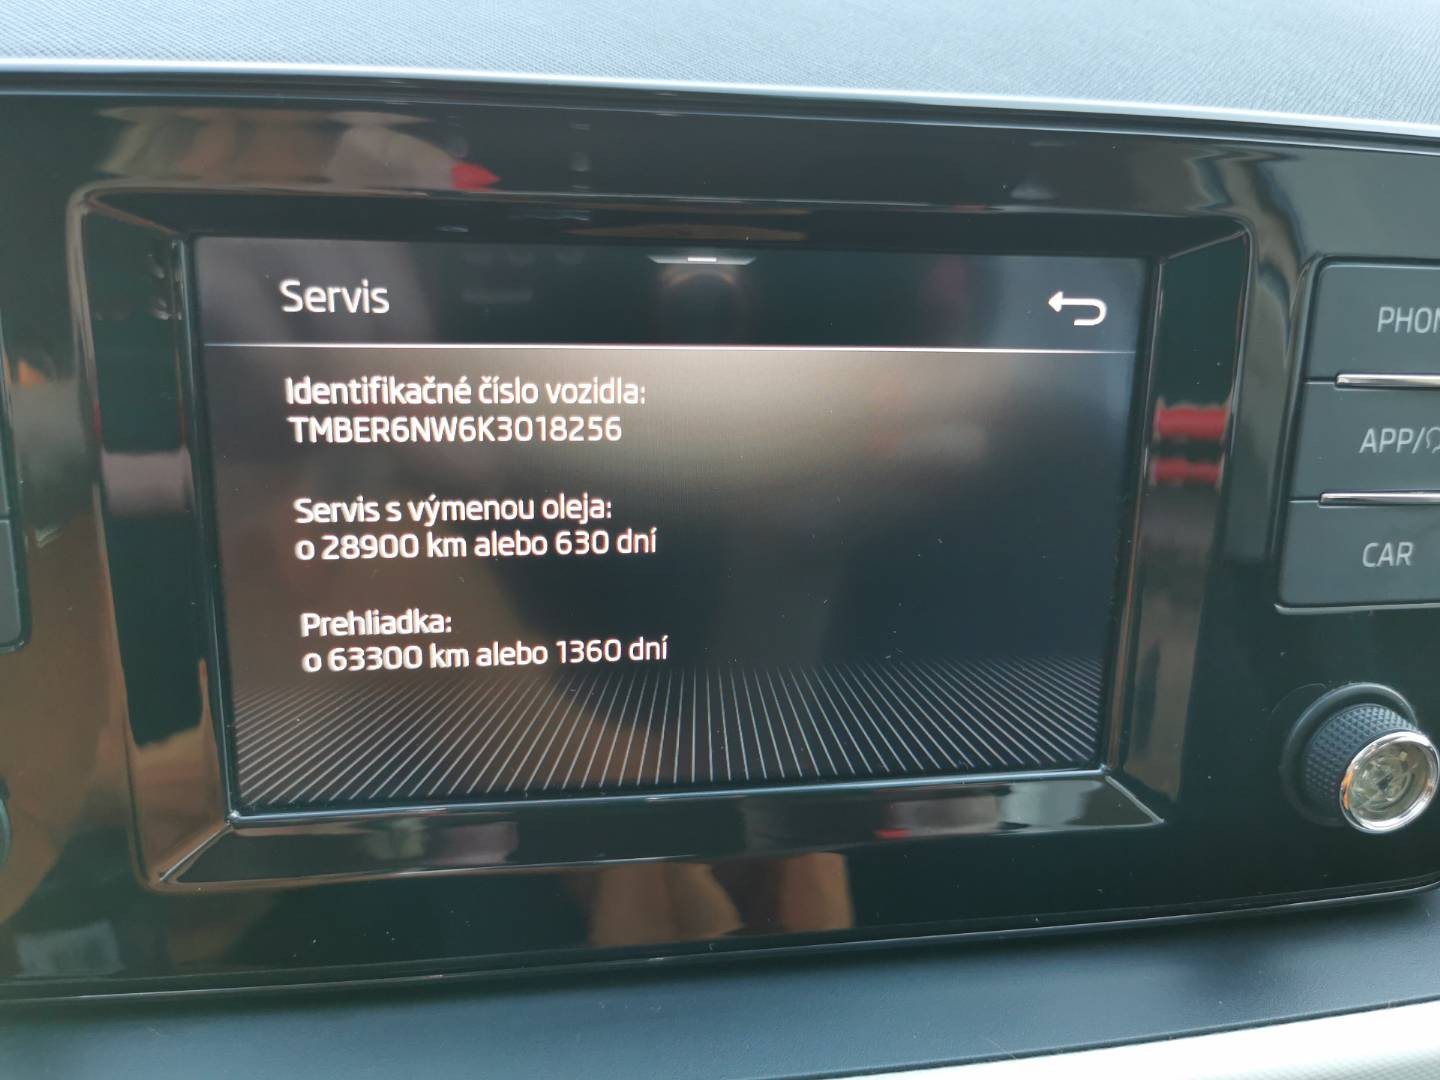 Servis
Identifikačné číslo vozidla:
TMBER6NW6K3018256
Servis s výmenou oleja:
o 28900 km alebo 630 dní
Prehliadka:
o 63300 km alebo 1360 dní
PHON
APP/
CAR